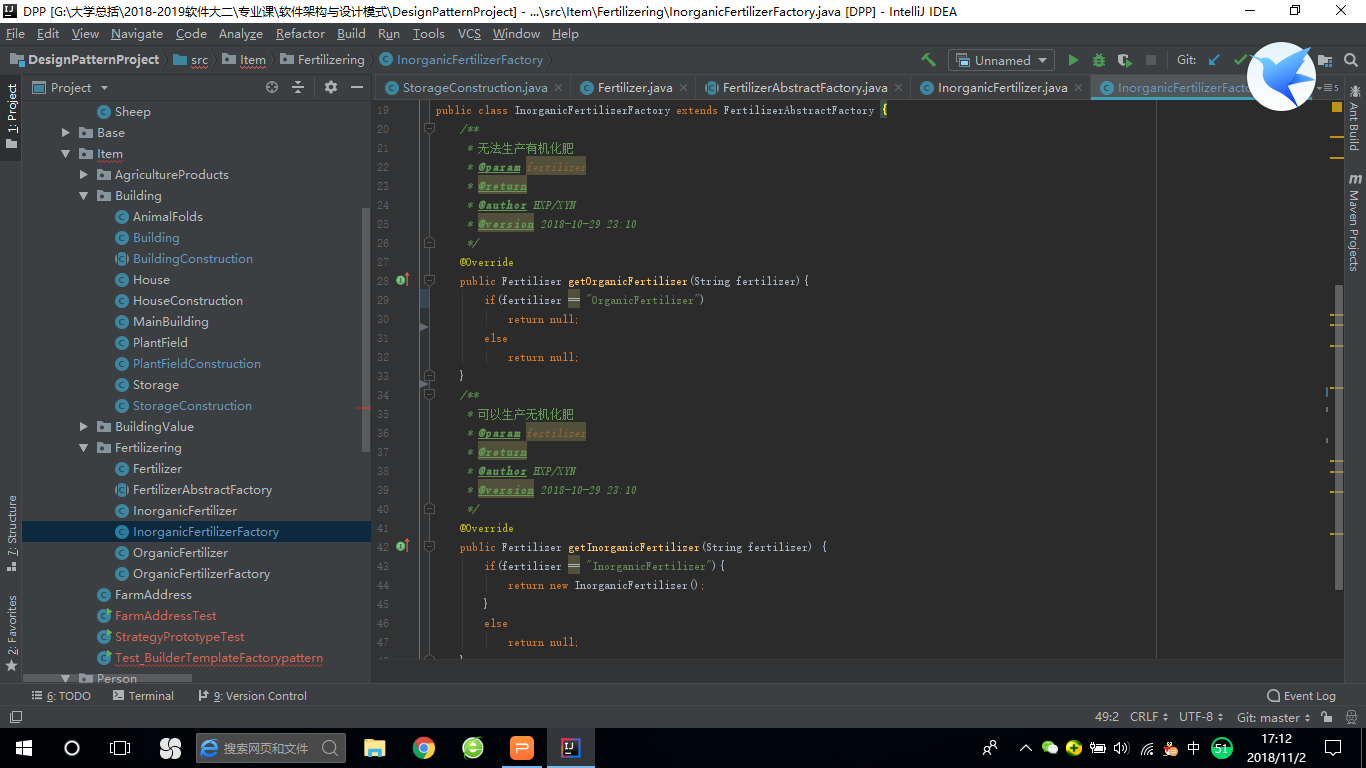 DPP [G:\大学总括\2018-2019软件大二\专业课\软件架构与设计模式\DesignPatternProject] - ...\src\Item\Fertilizering\InorganicFertilizerFactory.java [DPP] - IntelliJ IDEA
File Edit View Navigate Code Analyze Refactor Build Run Tools VCS Window Help
DesignPatternProject src Item Fertilizering InorganicFertilizerFactory Unnamed Git:
1: Project
Project
StorageConstruction.java Fertilizer.java FertilizerAbstractFactory.java InorganicFertilizer.java InorganicFertilizerFacto 5
Sheep
Base
Item
AgricultureProducts
Building
AnimalFolds
Building
BuildingConstruction
House
HouseConstruction
MainBuilding
PlantField
PlantFieldConstruction
Storage
StorageConstruction
BuildingValue
Fertilizering
Fertilizer
FertilizerAbstractFactory
InorganicFertilizer
InorganicFertilizerFactory
OrganicFertilizer
OrganicFertilizerFactory
FarmAddress
FarmAddressTest
StrategyPrototypeTest
Test_BuilderTemplateFactorypattern
Person
7: Structure
2: Favorites
19 public class InorganicFertilizerFactory extends FertilizerAbstractFactory {
20 /**
21 * 无法生产有机化肥
22 * @param fertilizer
23 * @return
24 * @author HXP/XYN
25 * @version 2018-10-29 23:10
26 */
27 @Override
28 public Fertilizer getOrganicFertilizer(String fertilizer){
29 if(fertilizer == "OrganicFertilizer")
30 return null;
31 else
32 return null;
33 }
34 /**
35 * 可以生产无机化肥
36 * @param fertilizer
37 * @return
38 * @author HXP/XYN
39 * @version 2018-10-29 23:10
40 */
41 @Override
42 public Fertilizer getInorganicFertilizer(String fertilizer) {
43 if(fertilizer == "InorganicFertilizer"){
44 return new InorganicFertilizer();
45 }
46 else
47 return null;
Ant Build
Maven Projects
6: TODO Terminal 9: Version Control Event Log
49:2 CRLF UTF-8 Git: master
搜索网页和文件
中
51
17:12
2018/11/2